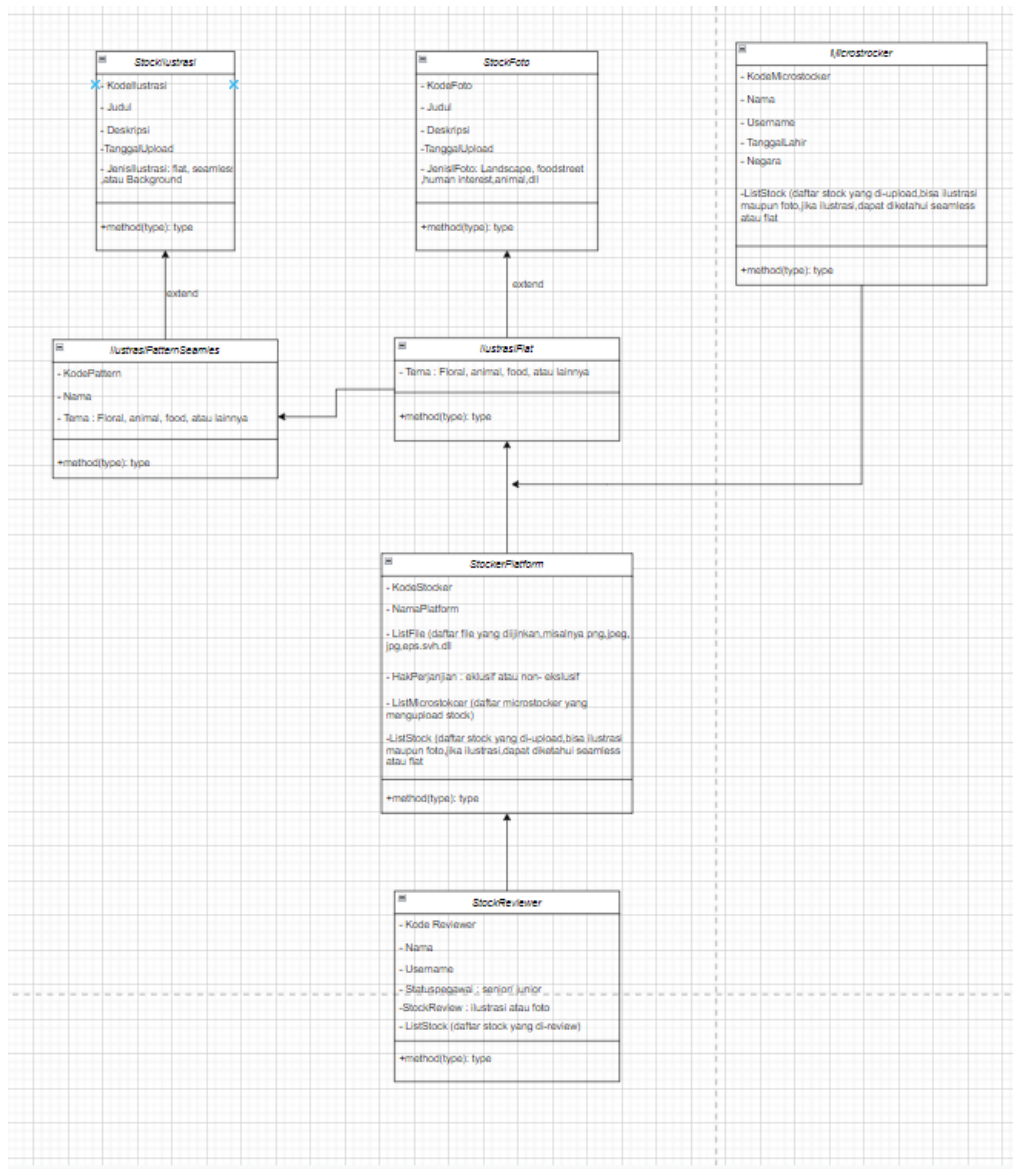 StockIlustrasi
- KodeIlustrasi
- Judul
- Deskripsi
-TanggalUpload
- JenisIlustrasi: flat, seamless
,atau Background
+method(type): type
StockFoto
- KodeFoto
- Judul
- Deskripsi
-TanggalUpload
- JenisIFoto: Landscape, foodstreet
,human interest,animal,dll
+method(type): type
Microstrocker
- KodeMicrostocker
- Nama
- Username
- TanggalLahir
- Negara
-ListStock (daftar stock yang di-upload,bisa ilustrasi
maupun foto,jika ilustrasi,dapat diketahui seamless
atau flat
+method(type): type
extend
extend
IlustrasiPatternSeamles
- KodePattern
- Nama
- Tema : Floral, animal, food, atau lainnya
+method(type): type
IlustrasiFlat
- Tema : Floral, animal, food, atau lainnya
+method(type): type
StockerPlatform
- KodeStocker
- NamaPlatform
- ListFile (daftar file yang diijinkan,misalnya png,jpeg,
jpg,eps.svh.dll
- HakPerjanjian : eklusif atau non- ekslusif
- ListMicrostokcer (daftar microstocker yang
mengupload stock)
-ListStock (daftar stock yang di-upload,bisa ilustrasi
maupun foto,jika ilustrasi,dapat diketahui seamless
atau flat
+method(type): type
StockReviewer
- Kode Reviewer
- Nama
- Username
- Statuspegawai : senior/ junior
-StockReview : ilustrasi atau foto
- ListStock (daftar stock yang di-review)
+method(type): type